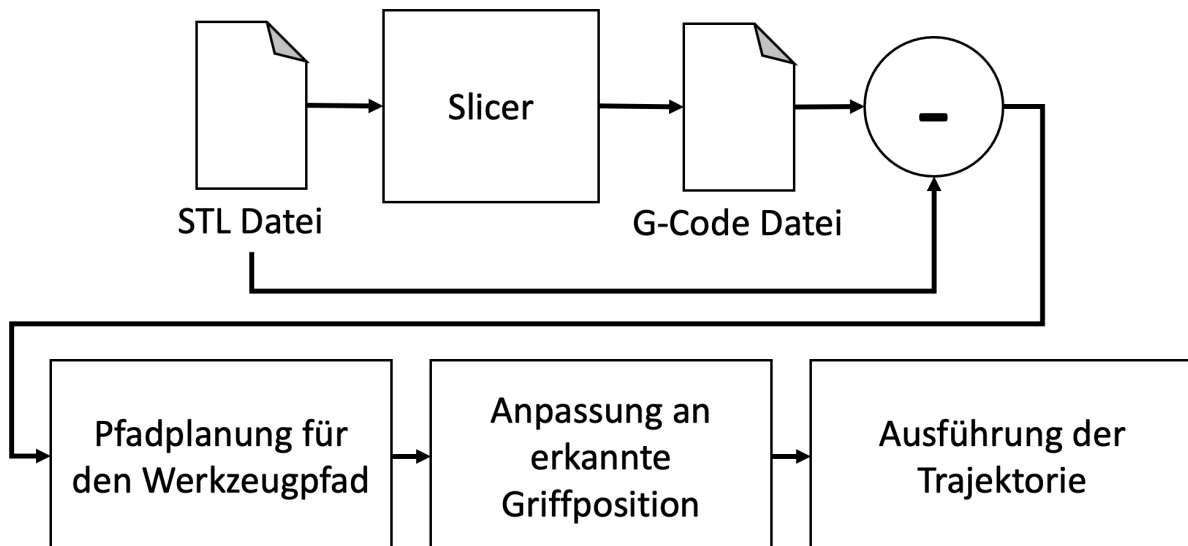 Slicer
-
STL Datei
G-Code Datei
Pfadplanung für
den Werkzeugpfad
Anpassung an
erkannte
Griffposition
Ausführung der
Trajektorie